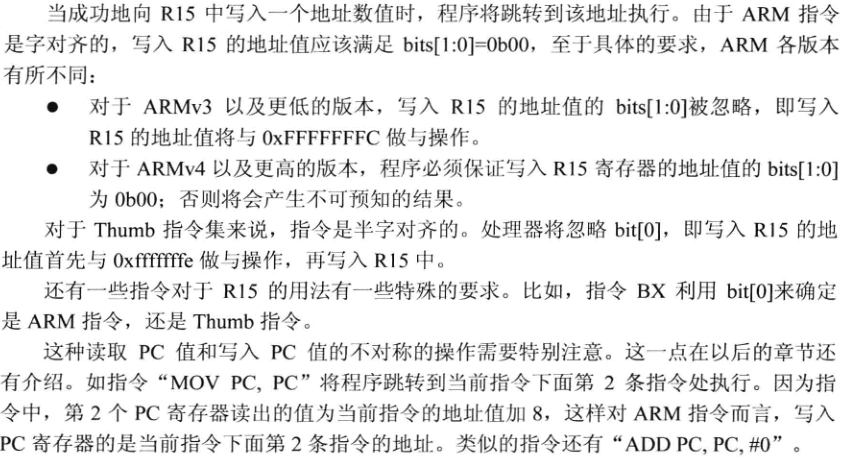 当成功地向 R15 中写入一个地址数值时，程序将跳转到该地址执行。由于 ARM 指令
是字对齐的，写入 R15 的地址值应该满足 bits[1:0]=0b00，至于具体的要求，ARM 各版本
有所不同：
● 对于 ARMv3 以及更低的版本，写入 R15 的地址值的 bits[1:0]被忽略，即写入
R15 的地址值将与 0xFFFFFFFC 做与操作。
● 对于 ARMv4 以及更高的版本，程序必须保证写入 R15 寄存器的地址值的 bits[1:0]
为 0b00；否则将会产生不可预知的结果。
对于 Thumb 指令集来说，指令是半字对齐的。处理器将忽略 bit[0]，即写入 R15 的地
址值首先与 0xfffffffe 做与操作，再写入 R15 中。
还有一些指令对于 R15 的用法有一些特殊的要求。比如，指令 BX 利用 bit[0]来确定
是 ARM 指令，还是 Thumb 指令。
这种读取 PC 值和写入 PC 值的不对称的操作需要特别注意。这一点在以后的章节还
有介绍。如指令“MOV PC, PC”将程序跳转到当前指令下面第 2 条指令处执行。因为指
令中，第 2 个 PC 寄存器读出的值为当前指令的地址值加 8，这样对 ARM 指令而言，写入
PC 寄存器的是当前指令下面第 2 条指令的地址。类似的指令还有“ADD PC, PC, #0”。